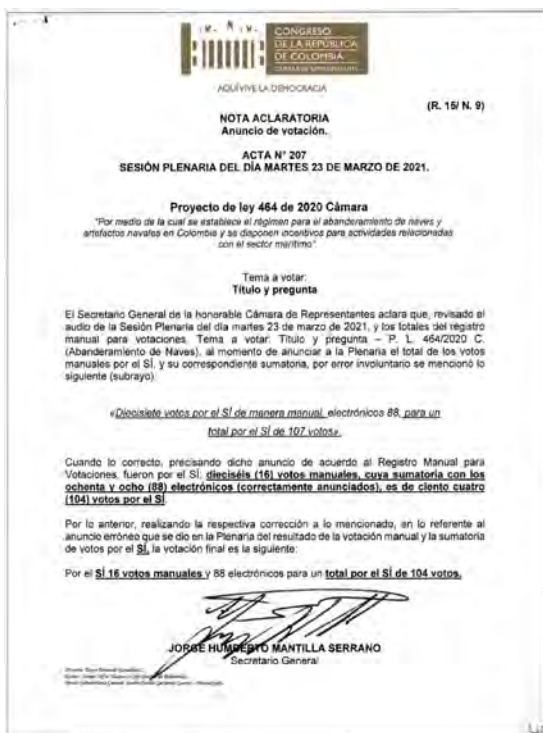 CONGRESO
DE LA REPÚBLICA
DE COLOMBIA
AQUÍ VIVE LA DEMOCRACIA
(R. 15/ N. 9)
NOTA ACLARATORIA
Anuncio de votación.
ACTA N° 207
SESIÓN PLENARIA DEL DÍA MARTES 23 DE MARZO DE 2021.
Proyecto de ley 464 de 2020 Cámara
"Por medio de la cual se establece el régimen para el abanderamiento de naves y
artefactos navales en Colombia y se disponen incentivos para actividades relacionadas
con el sector marítimo"
Tema a votar:
Título y pregunta
El Secretario General de la honorable Cámara de Representantes aclara que, revisado el
audio de la Sesión Plenaria del día martes 23 de marzo de 2021, y los totales del registro
manual para votaciones. Tema a votar: Título y pregunta – P. L. 464/2020 C.
(Abanderamiento de Naves), al momento de anunciar a la Plenaria el total de los votos
manuales por el SÍ, y su correspondiente sumatoria, por error involuntario se mencionó lo
siguiente (subrayo):
«Diecisiete votos por el SÍ de manera manual, electrónicos 88, para un
total por el SÍ de 107 votos».
Cuando lo correcto, precisando dicho anuncio de acuerdo al Registro Manual para
Votaciones, fueron por el SÍ: dieciséis (16) votos manuales, cuya sumatoria con los
ochenta y ocho (88) electrónicos (correctamente anunciados), es de ciento cuatro
(104) votos por el SÍ.
Por lo anterior, realizando la respectiva corrección a lo mencionado, en lo referente al
anuncio erróneo que se dio en la Plenaria del resultado de la votación manual y la sumatoria
de votos por el SÍ, la votación final es la siguiente:
Por el SÍ 16 votos manuales y 88 electrónicos para un total por el SÍ de 104 votos.
JORGE HUMBERTO MANTILLA SERRANO
Secretario General